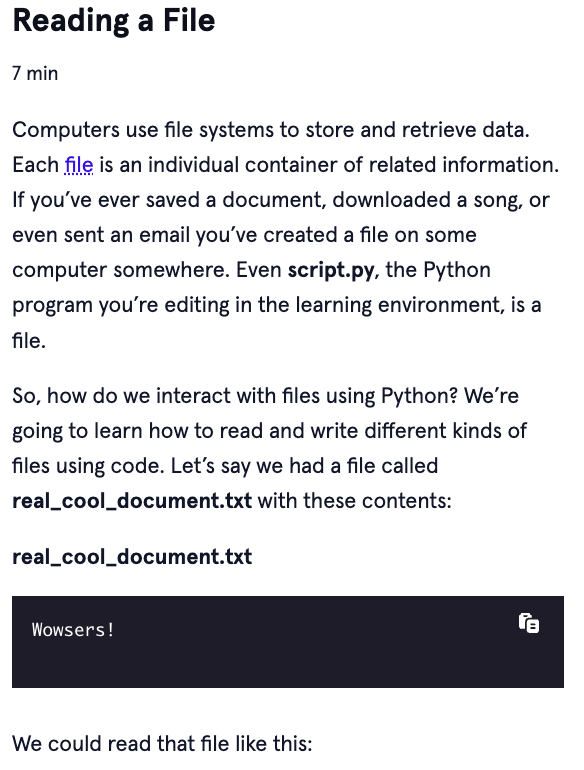 Reading a File
7 min
Computers use file systems to store and retrieve data.
Each file is an individual container of related information.
If you’ve ever saved a document, downloaded a song, or
even sent an email you’ve created a file on some
computer somewhere. Even script.py, the Python
program you’re editing in the learning environment, is a
file.
So, how do we interact with files using Python? We’re
going to learn how to read and write different kinds of
files using code. Let’s say we had a file called
real_cool_document.txt with these contents:
real_cool_document.txt
Wowsers!
We could read that file like this: